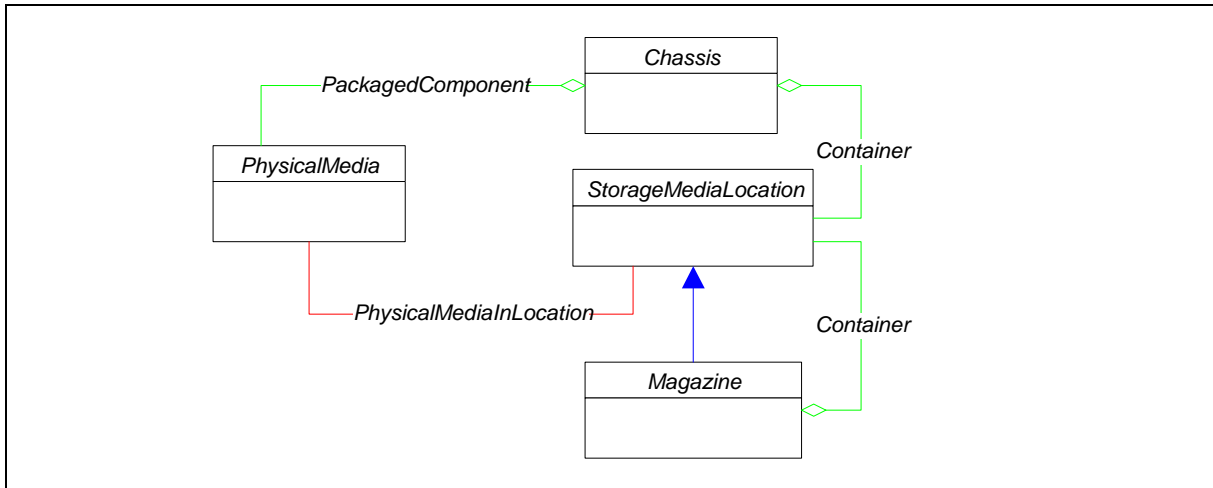 Chassis
PackagedComponent
Container
PhysicalMedia
StorageMediaLocation
PhysicalMediaInLocation
Container
Magazine